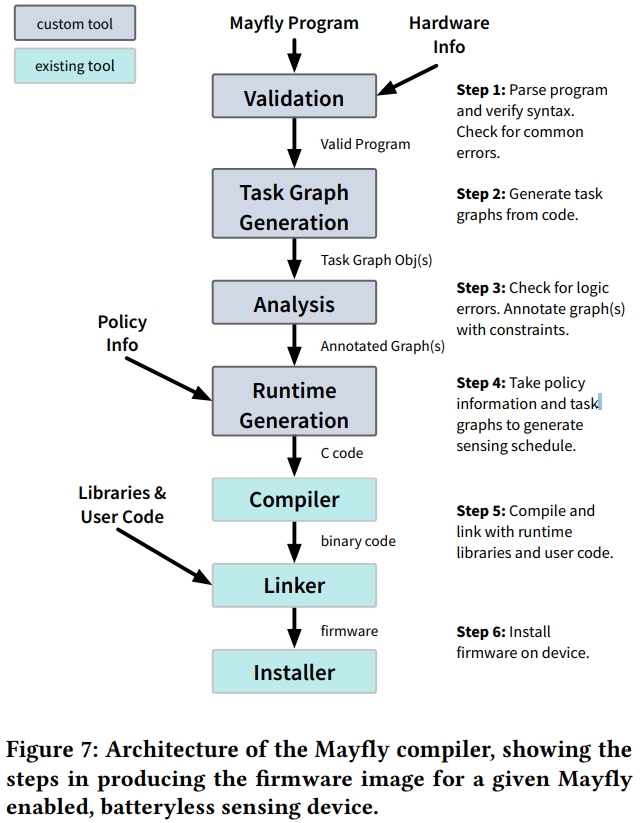 custom tool
existing tool
Mayfly Program
Hardware
Info
Validation
Step 1: Parse program
and verify syntax.
Check for common
errors.
Valid Program
Task Graph
Generation
Step 2: Generate task
graphs from code.
Task Graph Obj(s)
Analysis
Step 3: Check for logic
errors. Annotate graph(s)
with constraints.
Annotated Graph(s)
Policy
Info
Runtime
Generation
Step 4: Take policy
information and task
graphs to generate
sensing schedule.
C code
Compiler
Libraries &
User Code
Step 5: Compile and
link with runtime
libraries and user code.
binary code
Linker
firmware
Step 6: Install
firmware on device.
Installer
Figure 7: Architecture of the Mayfly compiler, showing the
steps in producing the firmware image for a given Mayfly
enabled, batteryless sensing device.